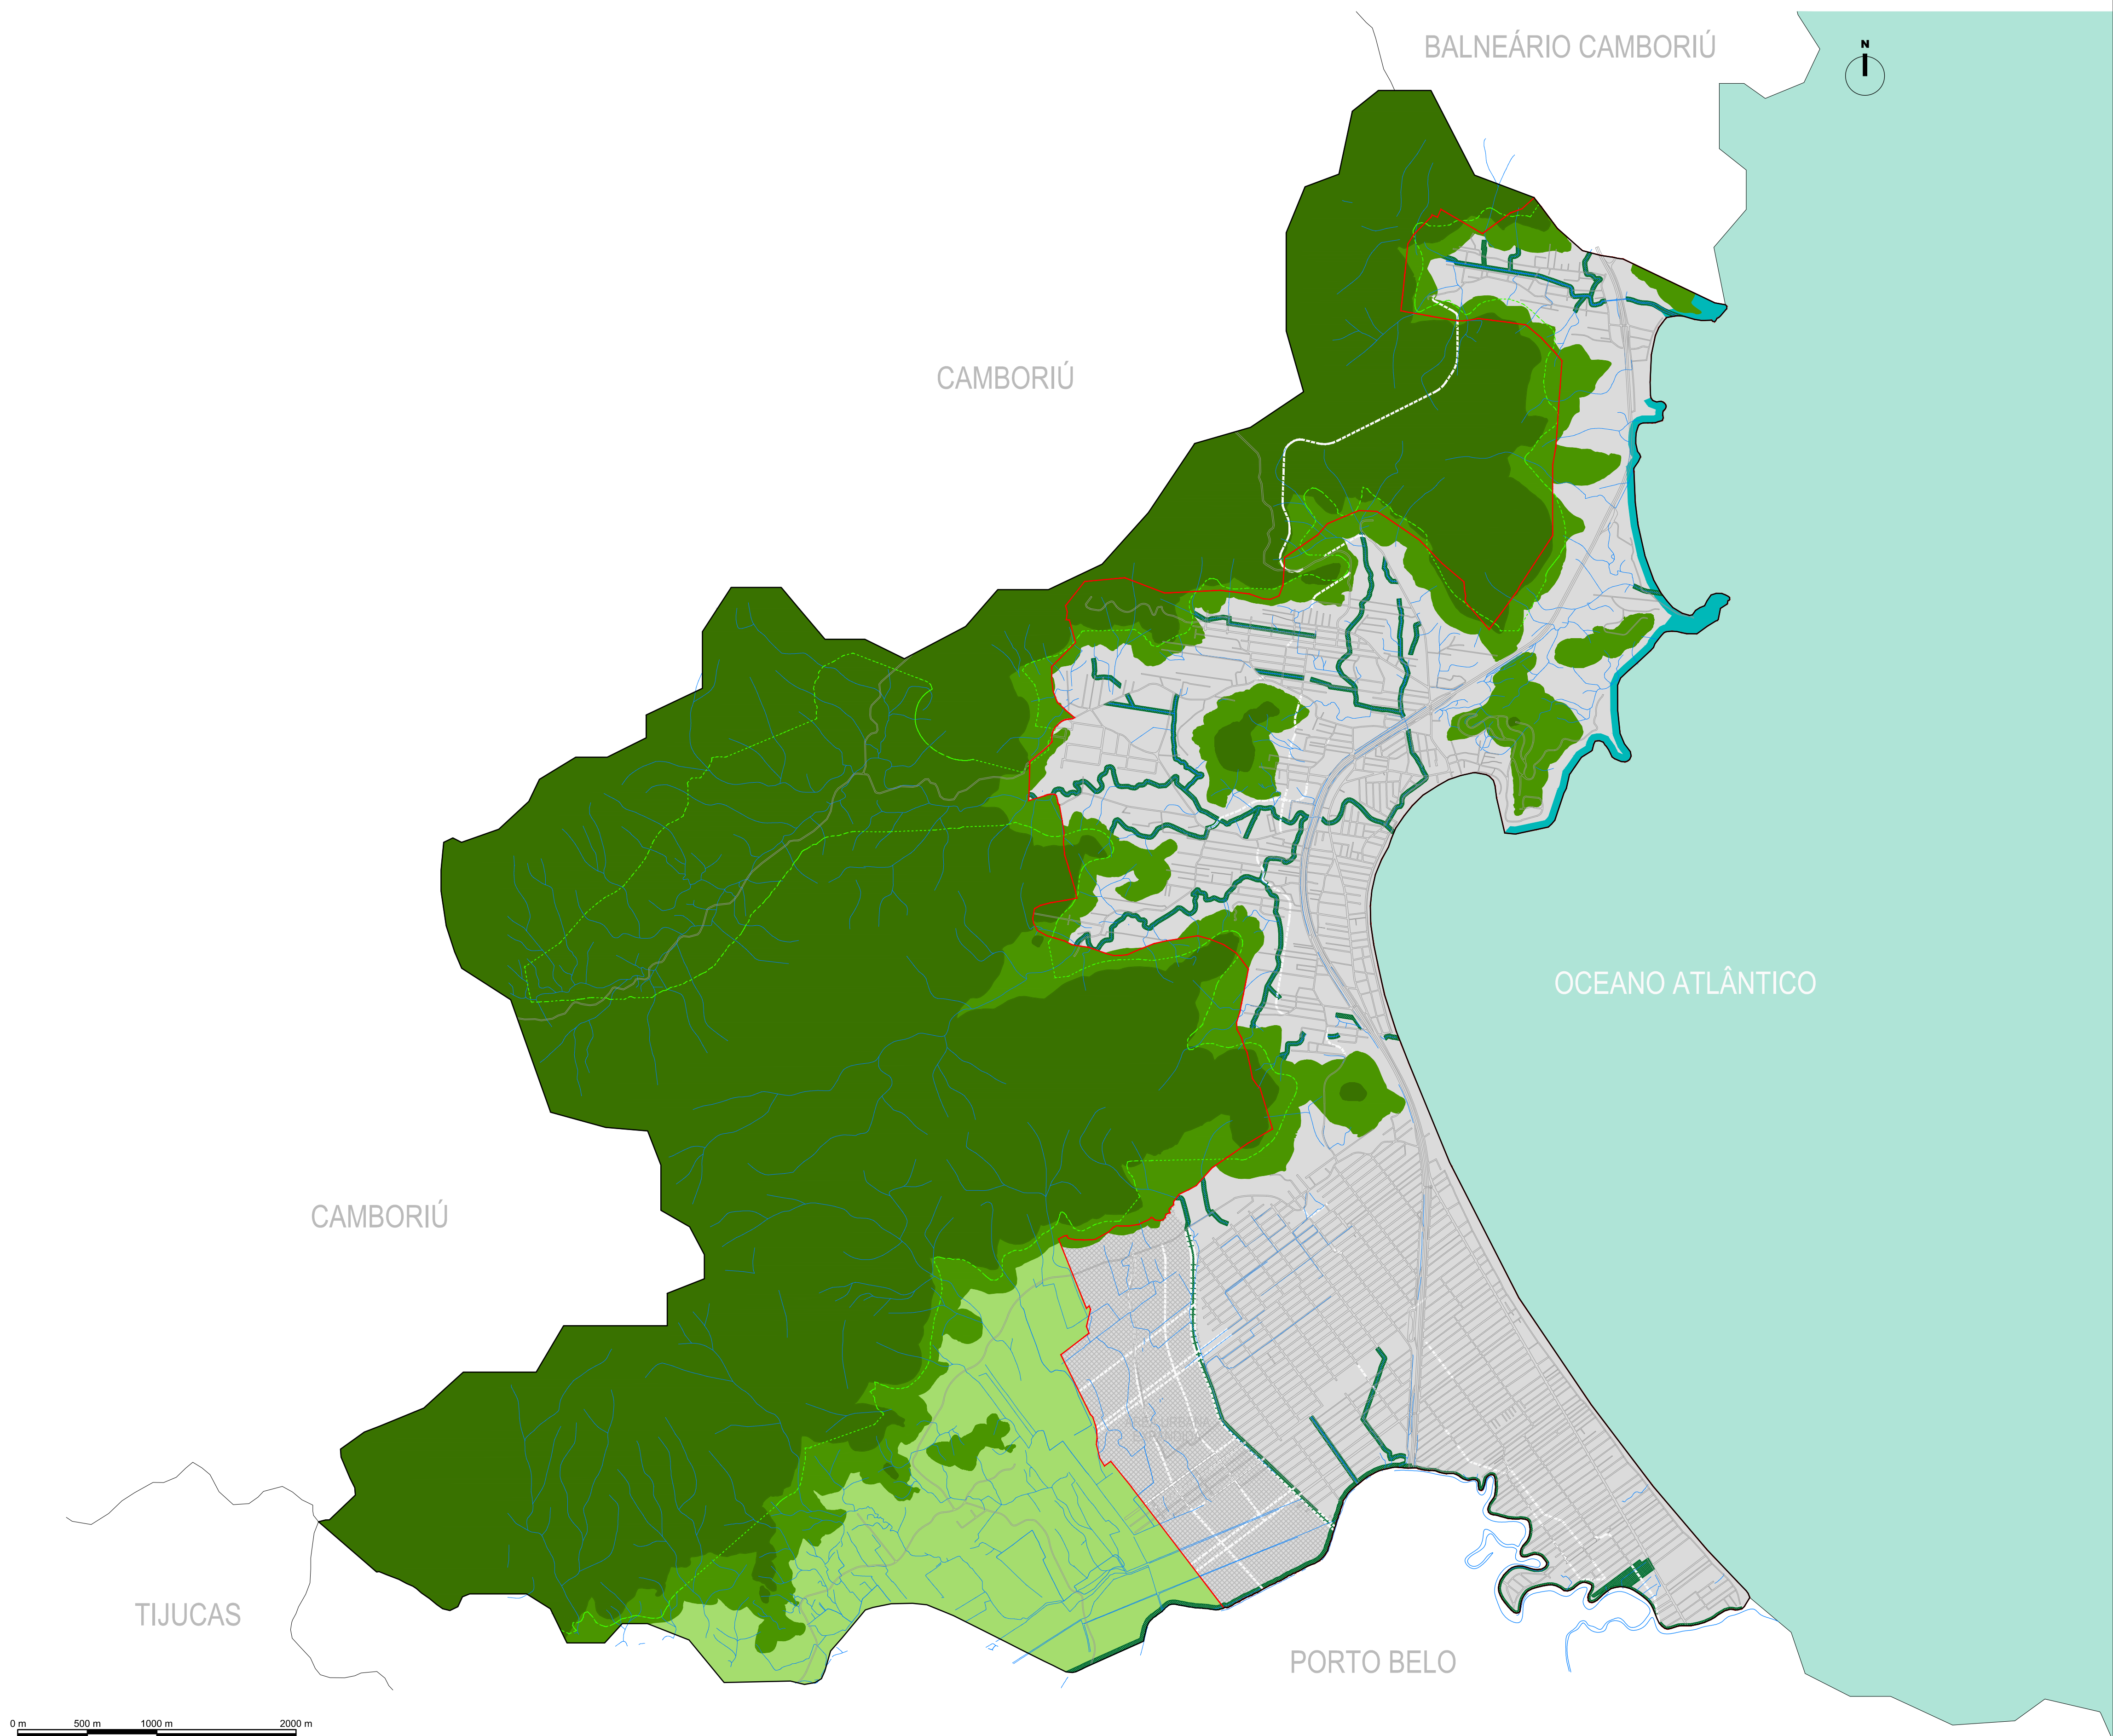 BALNEÁRIO CAMBORIÚ
N
CAMBORIÚ
OCEANO ATLÂNTICO
CAMBORIÚ
TIJUCAS
PORTO BELO
0 m 500 m 1000 m 2000 m